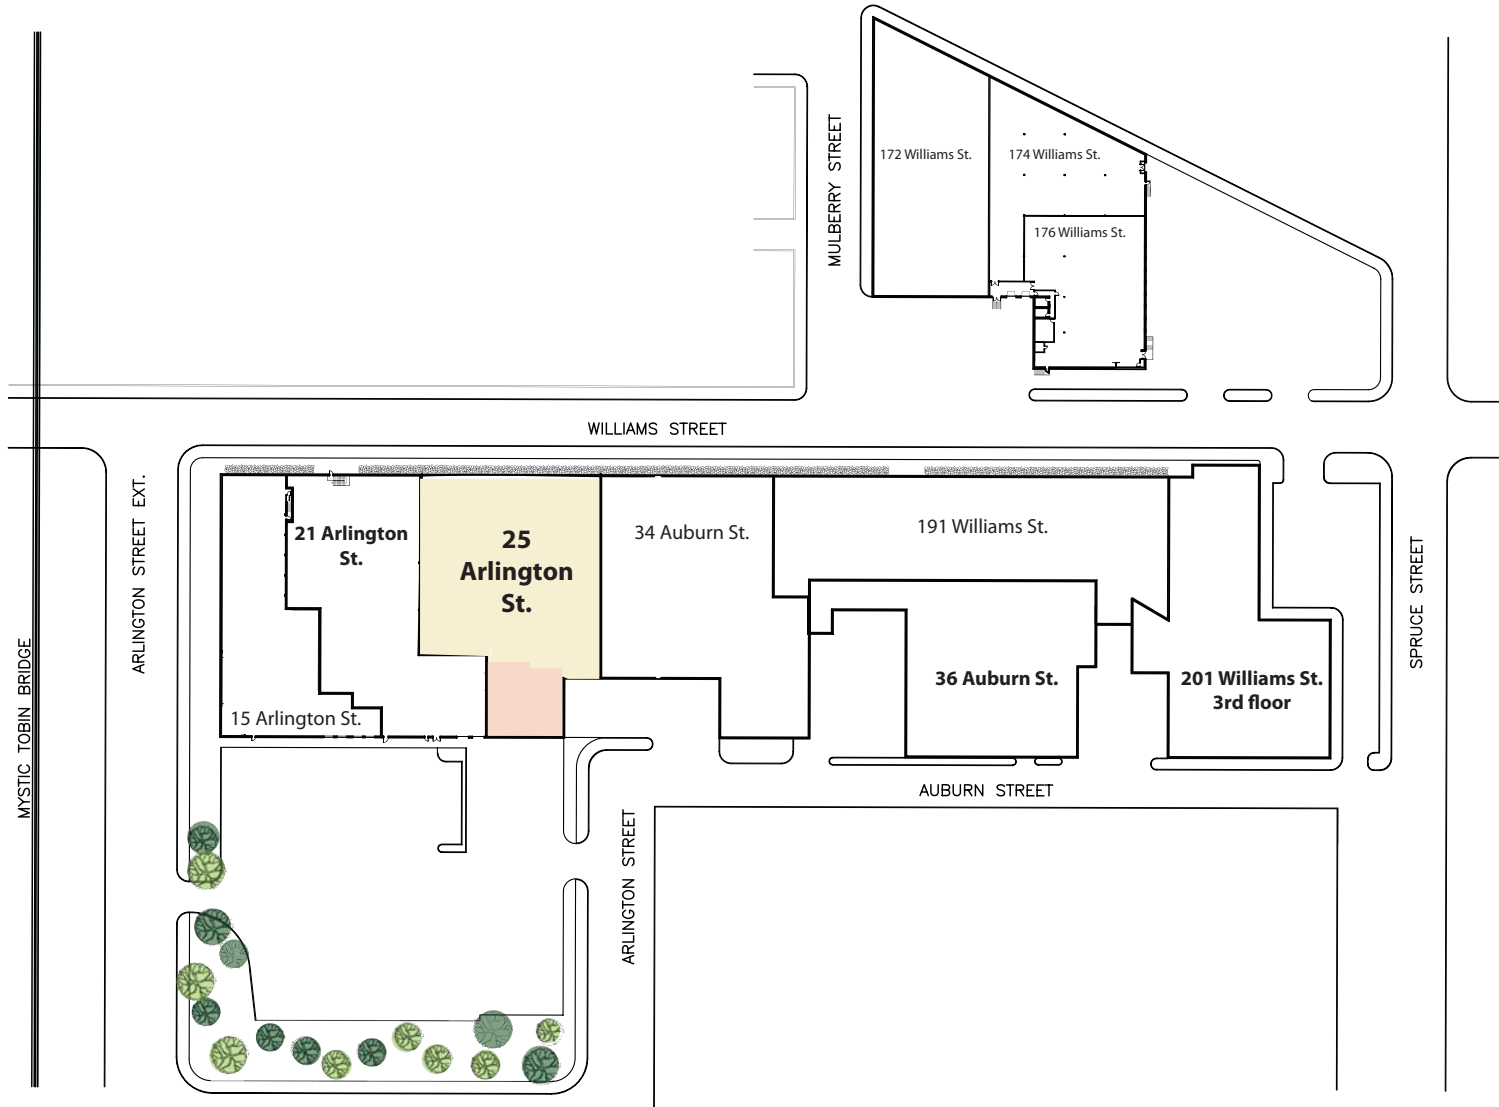 MULBERRY STREET
172 Williams St.
174 Williams St.
176 Williams St.
WILLIAMS STREET
ARLINGTON STREET EXT.
MYSTIC TOBIN BRIDGE
21 Arlington
St.
25
Arlington
St.
34 Auburn St.
191 Williams St.
15 Arlington St.
36 Auburn St.
201 Williams St.
3rd floor
SPRUCE STREET
AUBURN STREET
ARLINGTON STREET